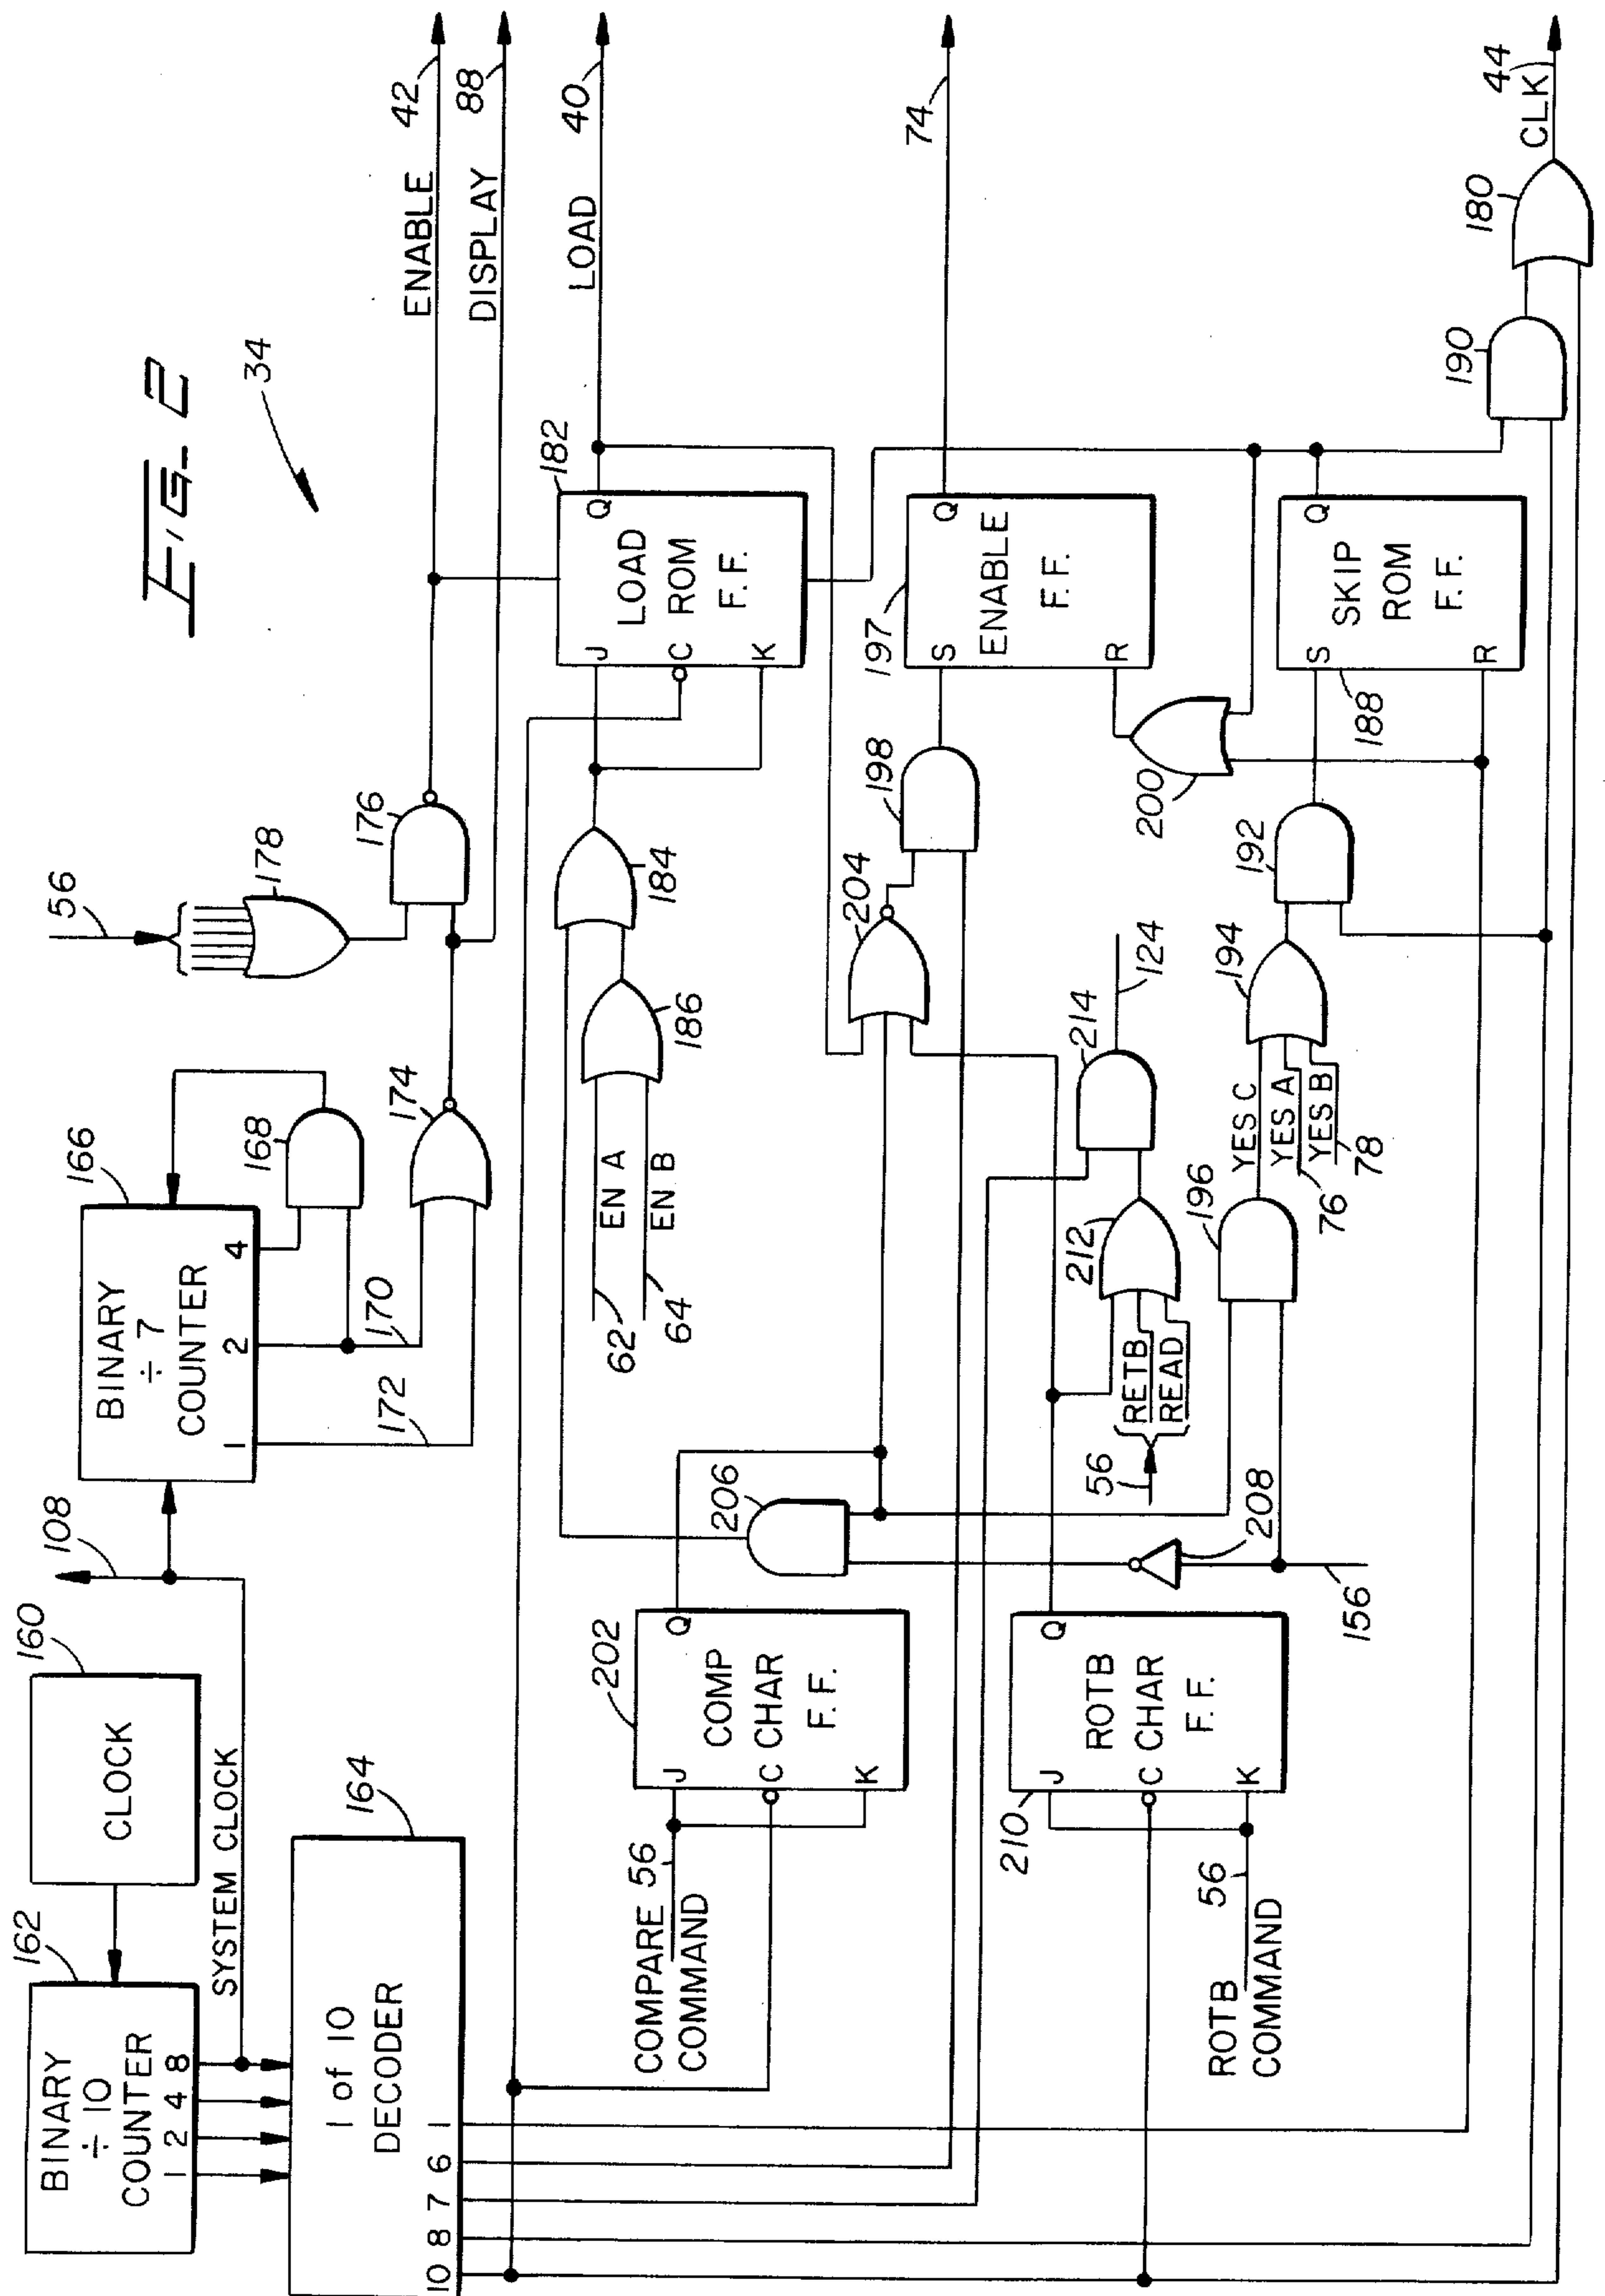 FIG_ 2
34
BINARY
÷ 10
COUNTER
1 2 4 8
162
CLOCK
160
SYSTEM CLOCK
108
BINARY
÷ 7
COUNTER
1 2 4
166
168
170
172
174
56
178
176
ENABLE 42
DISPLAY 88
1 of 10
DECODER
10 8 7 6 1
164
LOAD 40
182
J
C
K
Q
LOAD
ROM
F.F.
184
186
EN A
EN B
62
64
COMPARE 56
COMMAND
202
J
C
K
Q
COMP
CHAR
F.F.
206
204
198
197
S
R
Q
ENABLE
F.F.
74
200
ROTB 56
COMMAND
210
J
C
K
Q
ROTB
CHAR
F.F.
208
156
56
RETB
READ
212
214
124
196
YES C
YES A
YES B
76
78
194
192
188
S
R
Q
SKIP
ROM
F.F.
190
180
CLK 44